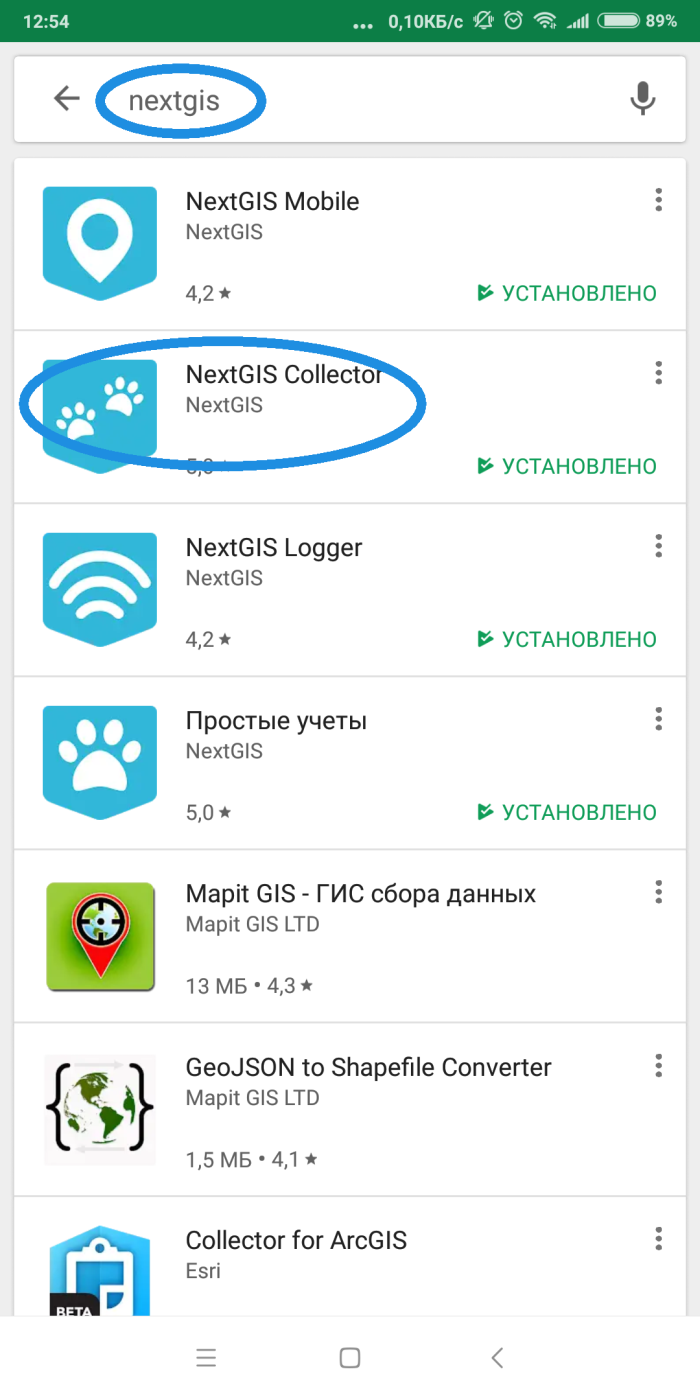 12:54 ... 0,10КБ/с 89%
nextgis
NextGIS Mobile
NextGIS
4,2 ★ УСТАНОВЛЕНО
NextGIS Collector
NextGIS
5,0 ★ УСТАНОВЛЕНО
NextGIS Logger
NextGIS
4,2 ★ УСТАНОВЛЕНО
Простые учеты
NextGIS
5,0 ★ УСТАНОВЛЕНО
Mapit GIS - ГИС сбора данных
Mapit GIS LTD
13 МБ • 4,3 ★
GeoJSON to Shapefile Converter
Mapit GIS LTD
1,5 МБ • 4,1 ★
Collector for ArcGIS
Esri
BETA